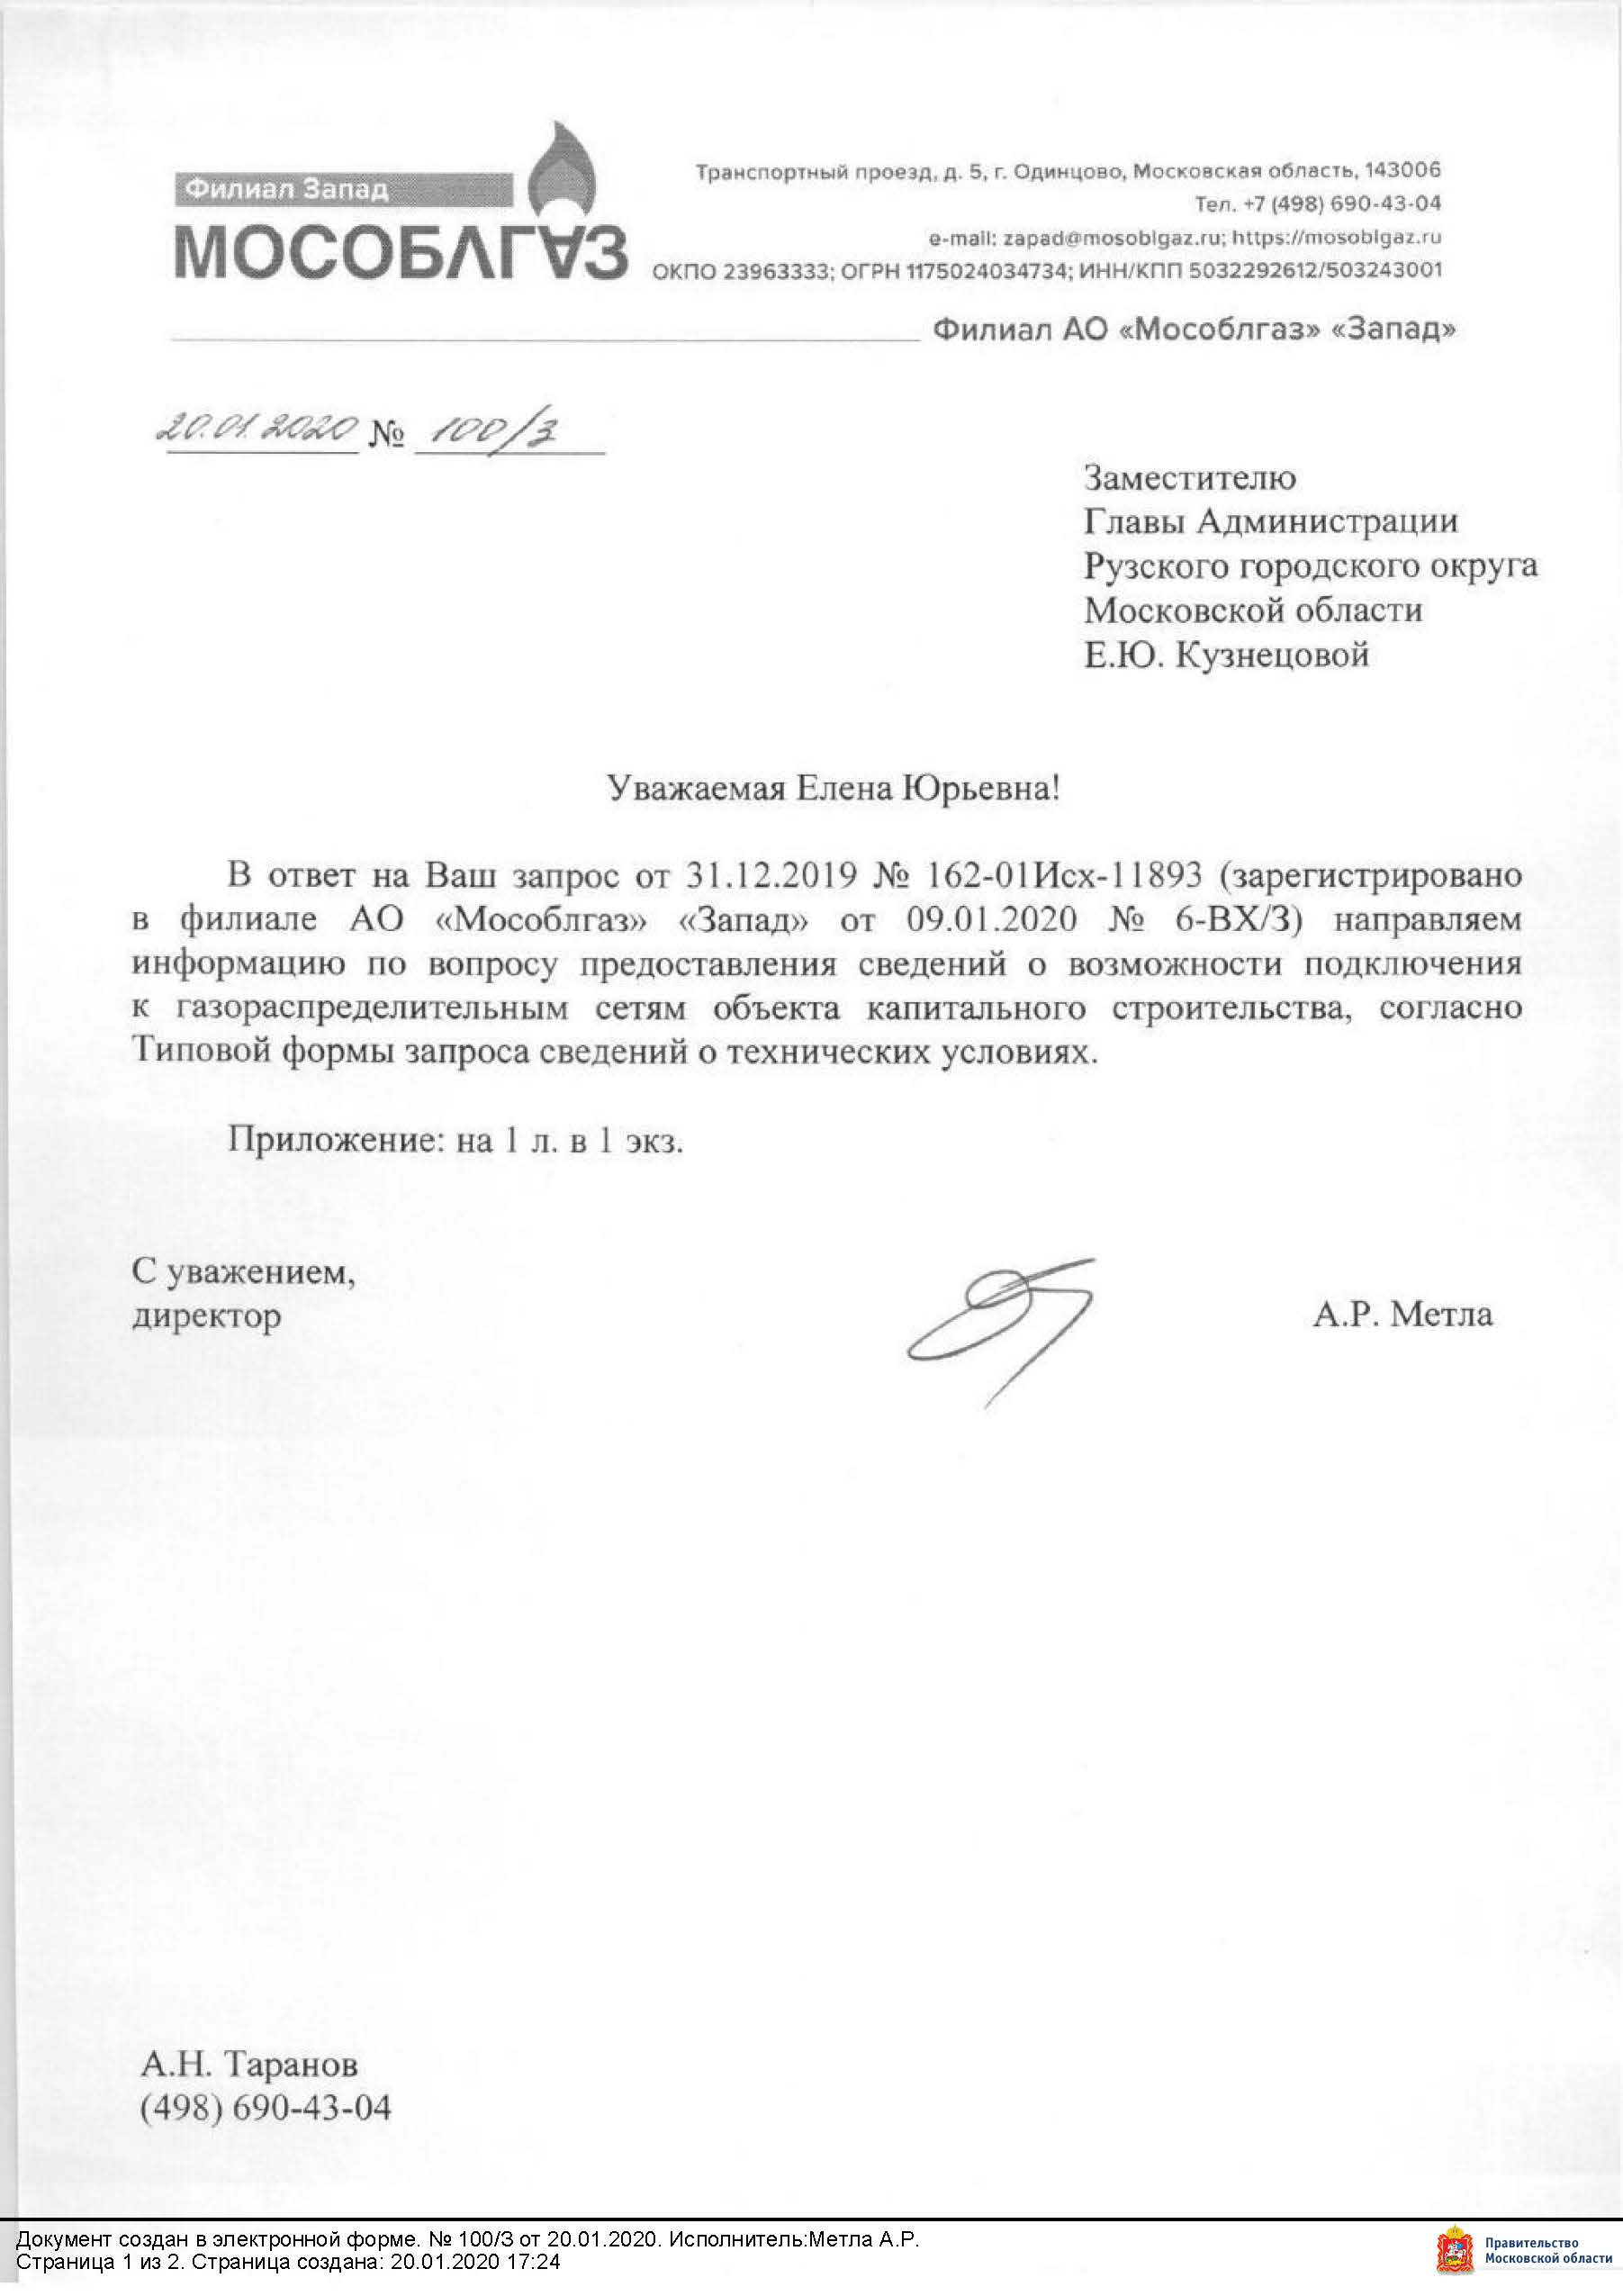 Филиал Запад
МОСОБЛГАЗ
Транспортный проезд, д. 5, г. Одинцово, Московская область, 143006
Тел. +7 (498) 690-43-04
e-mail: zapad@mosoblgaz.ru; https://mosoblgaz.ru
ОКПО 23963333; ОГРН 1175024034734; ИНН/КПП 5032292612/503243001
Филиал АО «Мособлгаз» «Запад»
20.01.2020 № 100/З
Заместителю
Главы Администрации
Рузского городского округа
Московской области
Е.Ю. Кузнецовой
Уважаемая Елена Юрьевна!
В ответ на Ваш запрос от 31.12.2019 № 162-01Исх-11893 (зарегистрировано
в филиале АО «Мособлгаз» «Запад» от 09.01.2020 № 6-ВХ/З) направляем
информацию по вопросу предоставления сведений о возможности подключения
к газораспределительным сетям объекта капитального строительства, согласно
Типовой формы запроса сведений о технических условиях.
Приложение: на 1 л. в 1 экз.
С уважением,
директор
А.Р. Метла
А.Н. Таранов
(498) 690-43-04
Документ создан в электронной форме. № 100/З от 20.01.2020. Исполнитель:Метла А.Р.
Страница 1 из 2. Страница создана: 20.01.2020 17:24
Правительство
Московской области